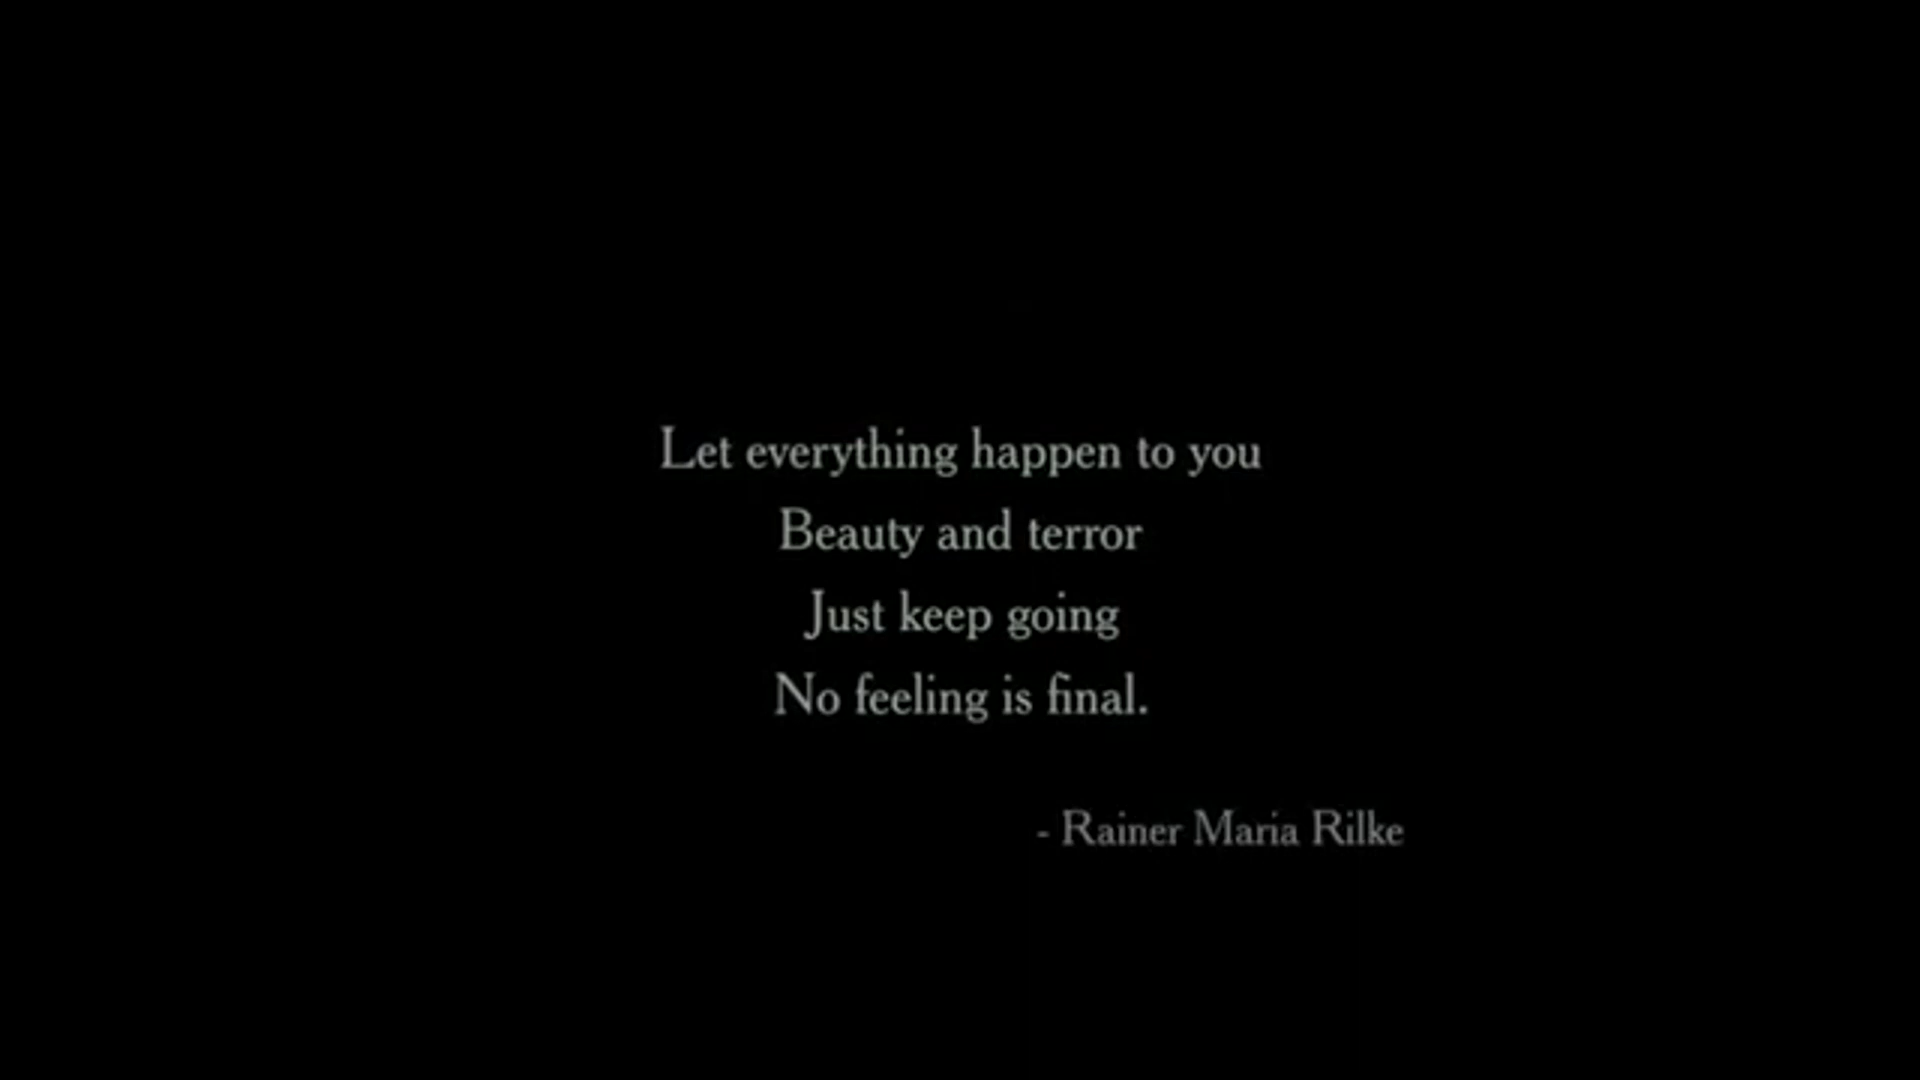 Let everything happen to you
Beauty and terror
Just keep going
No feeling is final.
- Rainer Maria Rilke